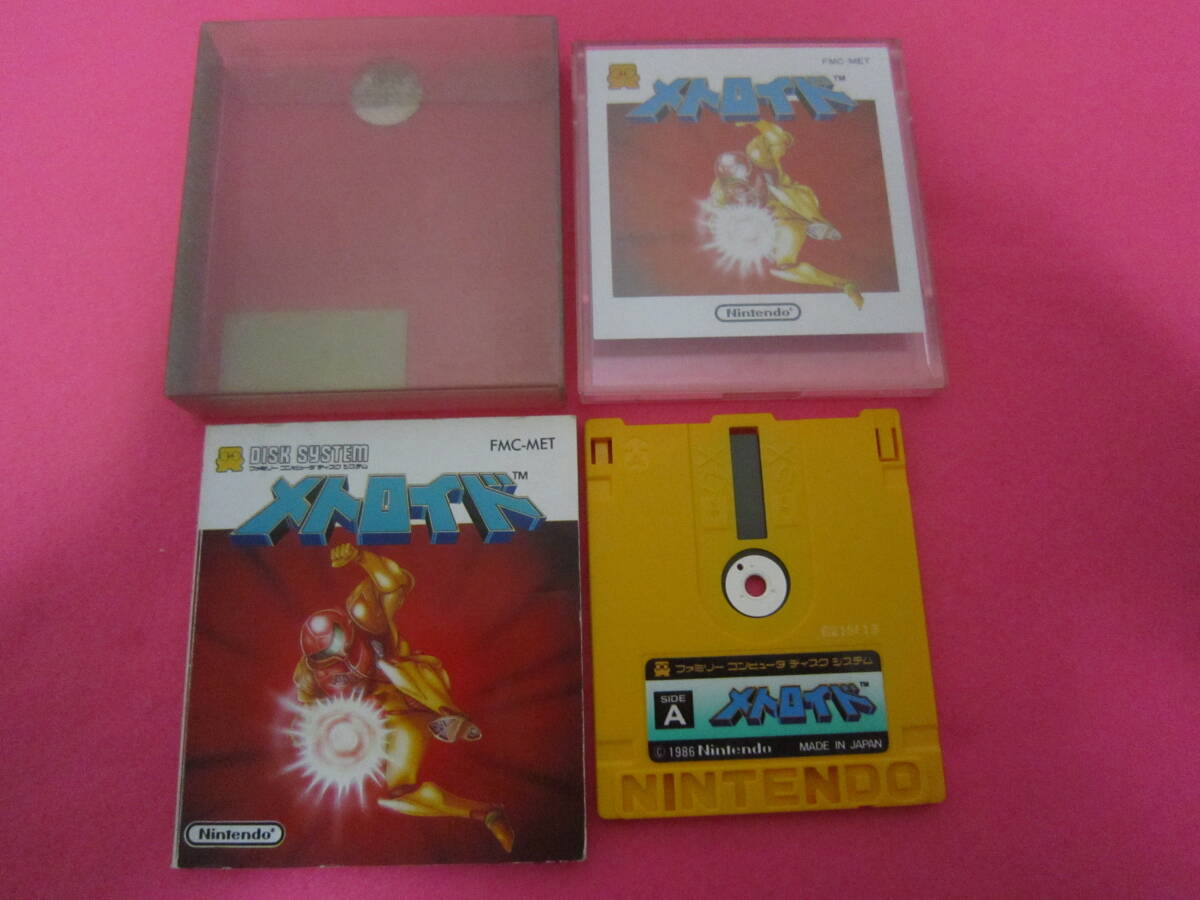 FMC-MET
メトロイド™
Nintendo®
DISK SYSTEM
FMC-MET
ファミリー コンピュータ ディスク システム
メトロイド™
Nintendo®
ファミリー コンピュータ ディスク システム
SIDE A
メトロイド™
©1986 Nintendo MADE IN JAPAN
NINTENDO